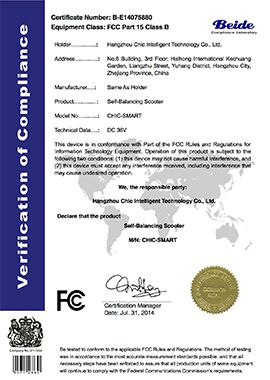 Verification of Conformance
Certificate Number: B-E14075880
Equipment Class: FCC Part 15 Class B
Beide
Compliance Laboratory
Holder: Hangzhou Chic Intelligent Technology Co., Ltd.
Address: No.6 Building, 3rd Floor, Haihong International Kechuang
Garden, Liangzhu Street, Yuhang District, Hangzhou City,
Zhejiang Province, China
Manufacturer: Same As Holder
Product: Self-Balancing Scooter
Model No.: CHIC-SMART
Technical Data: DC 36V
This device is in conformance with Part of the FCC Rules and Regulations for
Information Technology Equipment. Operation of this product is subject to the
following two conditions: (1) this device may not cause harmful interference, and
(2) this device must accept any interference received, including interference that
may cause undesired operation.
We, the responsible party:
Hangzhou Chic Intelligent Technology Co., Ltd.
Declare that the product
Self-Balancing Scooter
M/N: CHIC-SMART
FCC
Certification Manager
Date: Jul. 31, 2014
Be tested to conform to the applicable FCC Rules and Regulations. The method of testing
was in accordance to the most accurate measurement standards possible, and that all
necessary steps have been enforced to assure that all production units of same equipment
will continue to comply with the Federal Communications Commission's requirements.